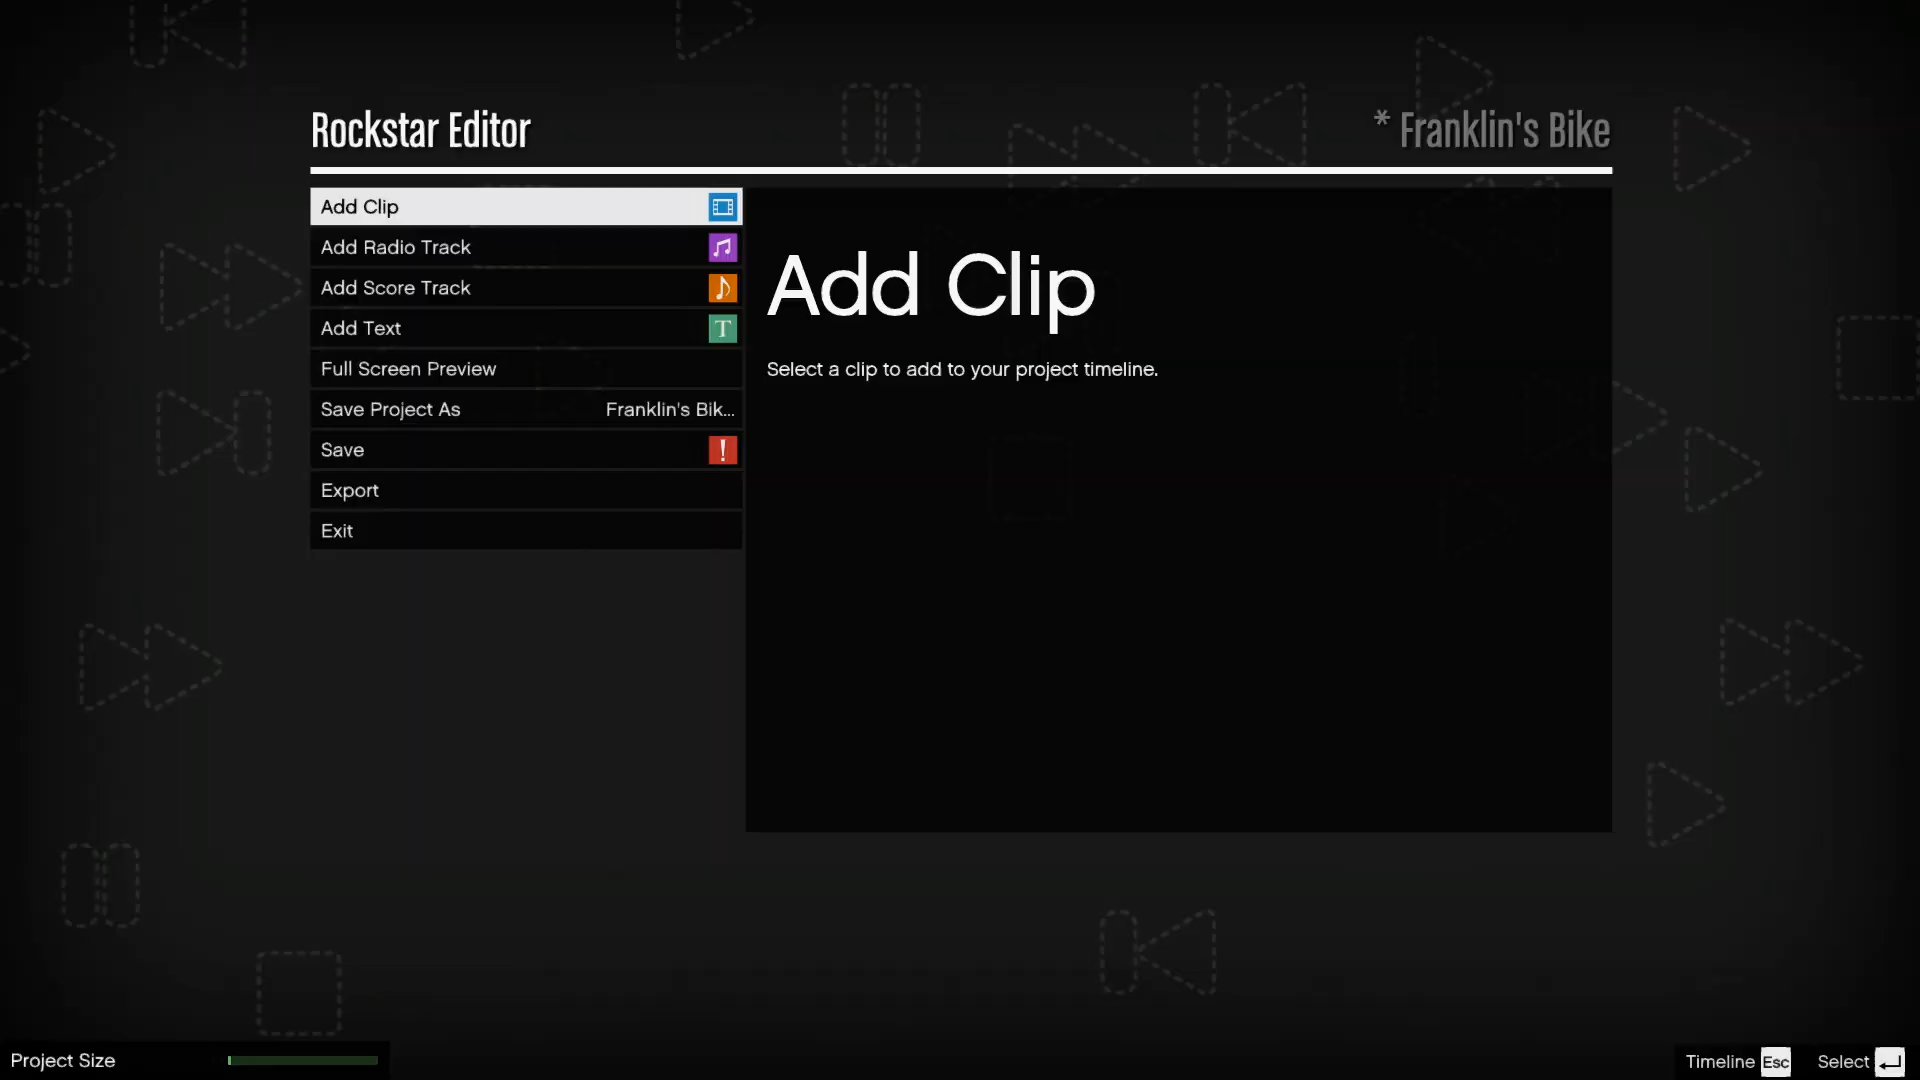 Rockstar Editor
* Franklin's Bike
Add Clip
Add Radio Track
Add Score Track
Add Text
T
Full Screen Preview
Save Project As Franklin's Bik...
Save
!
Export
Exit
Add Clip
Select a clip to add to your project timeline.
Project Size
Timeline Esc Select